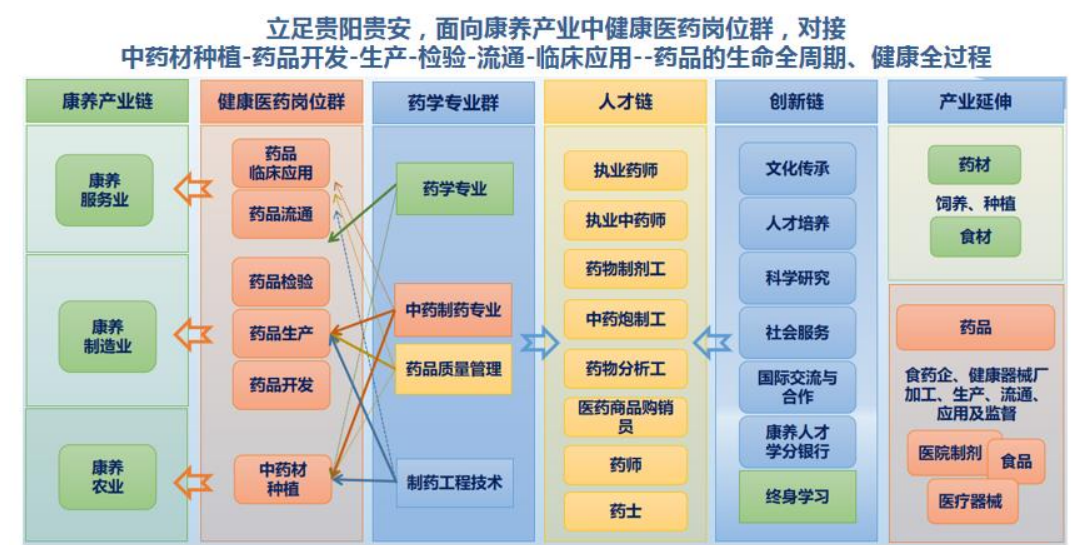 立足贵阳贵安，面向康养产业中健康医药岗位群，对接
中药材种植-药品开发-生产-检验-流通-临床应用--药品的生命全周期、健康全过程
康养产业链
康养
服务业
康养
制造业
康养
农业
健康医药岗位群
药品
临床应用
药品流通
药品检验
药品生产
药品开发
中药材
种植
药学专业群
药学专业
中药制药专业
药品质量管理
制药工程技术
人才链
执业药师
执业中药师
药物制剂工
中药炮制工
药物分析工
医药商品购销
员
药师
药士
创新链
文化传承
人才培养
科学研究
社会服务
国际交流与
合作
康养人才
学分银行
终身学习
产业延伸
药材
饲养、种植
食材
药品
食药企、健康器械厂
加工、生产、流通、
应用及监督
医院制剂
食品
医疗器械